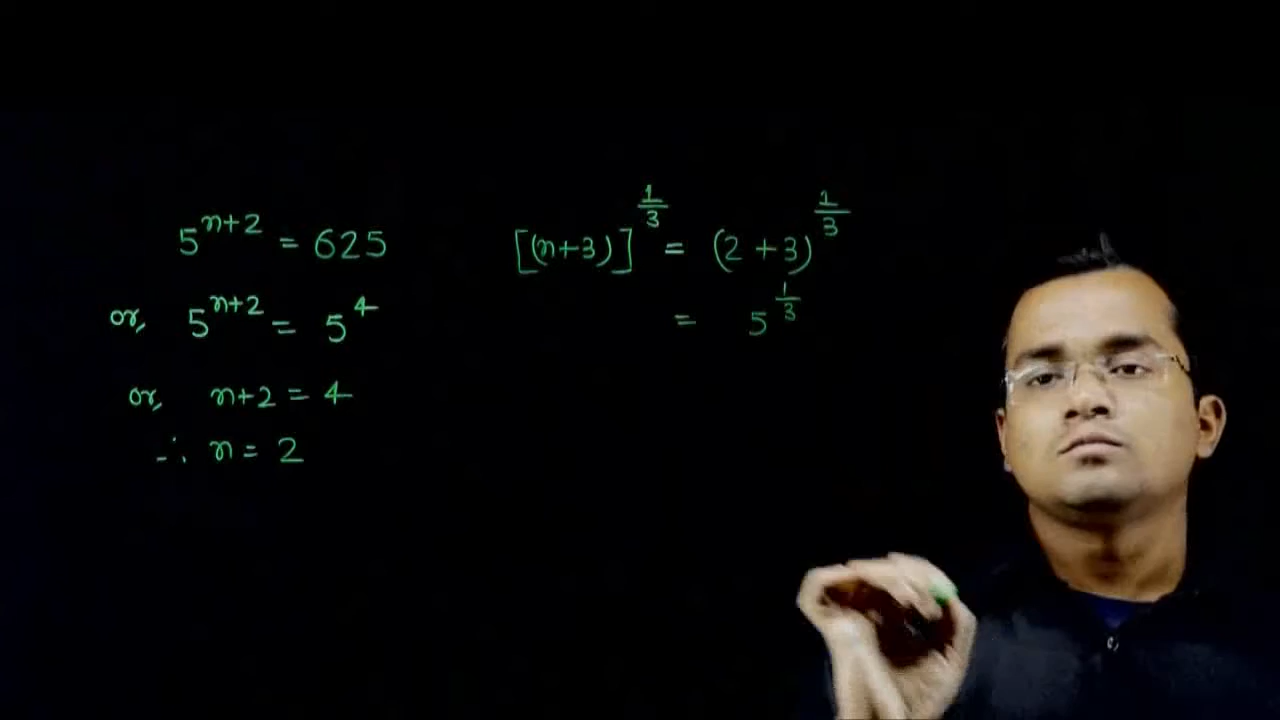 5^{n+2} = 625
or, 5^{n+2} = 5^4
or, n+2 = 4
∴ n = 2
[(n+3)]^{1/3} = (2+3)^{1/3}
= 5^{1/3}